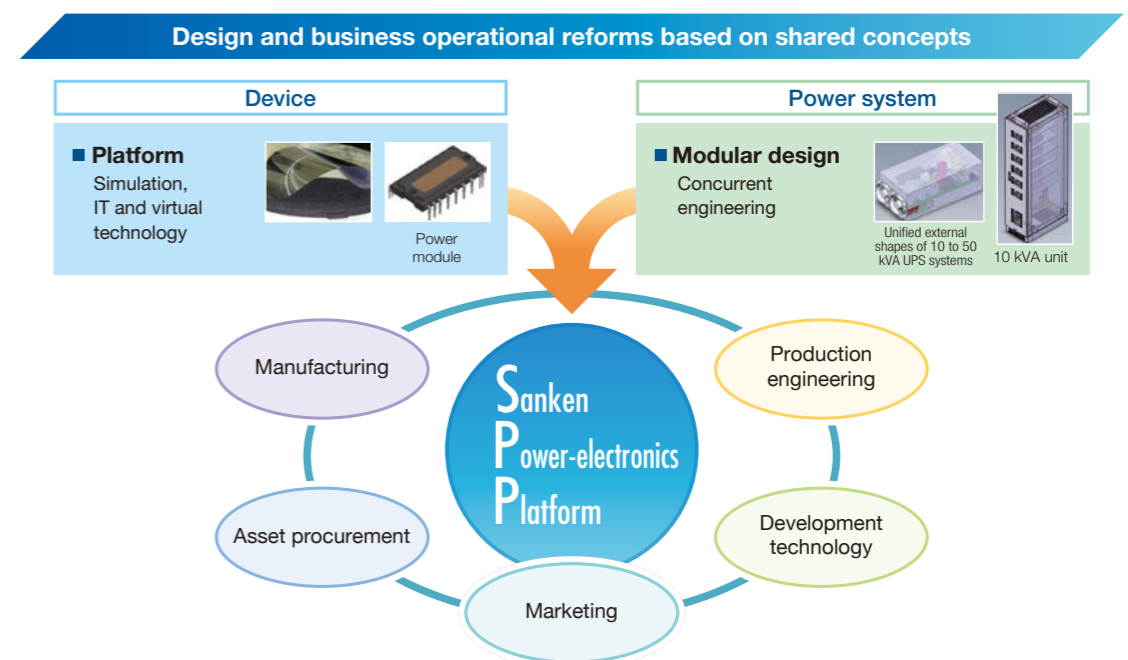 Design and business operational reforms based on shared concepts
Device
Platform
Simulation,
IT and virtual
technology
Power
module
Power system
Modular design
Concurrent
engineering
Unified external
shapes of 10 to 50
kVA UPS systems
10 kVA unit
Manufacturing
Production
engineering
Sanken
Power-electronics
Platform
Asset procurement
Development
technology
Marketing